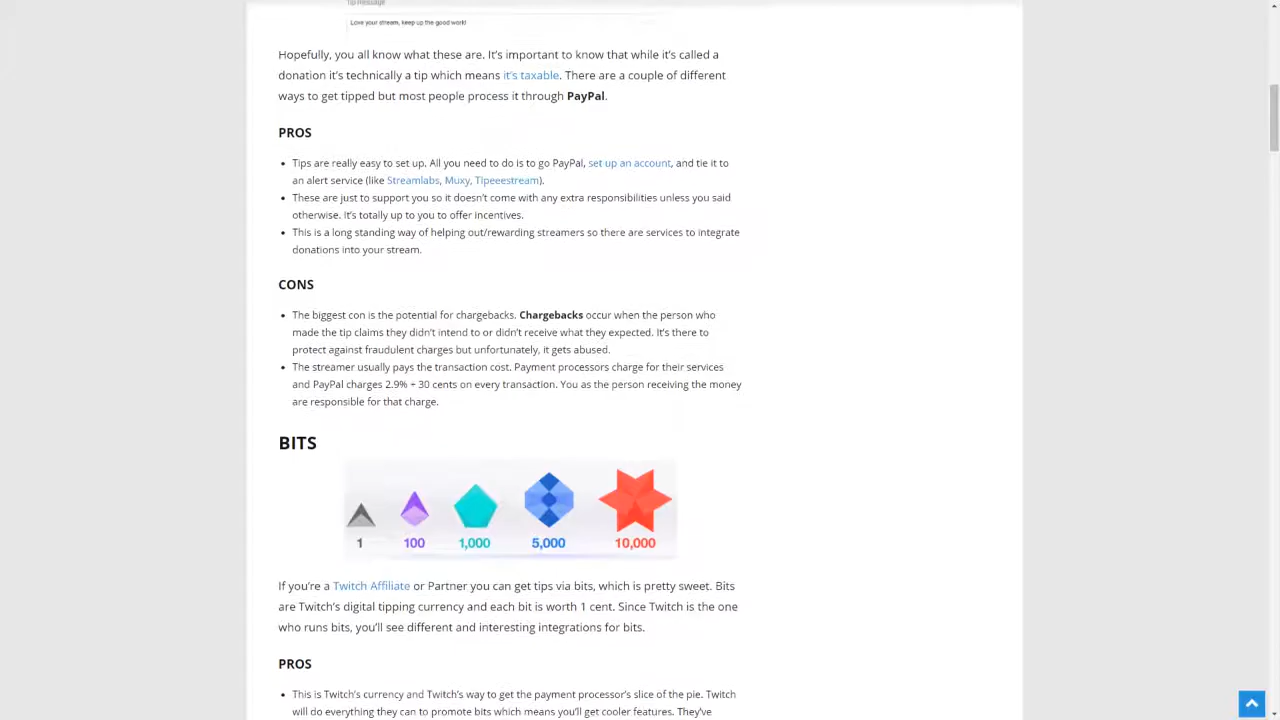 Tip Message
Love your stream, keep up the good work!
Hopefully, you all know what these are. It's important to know that while it's called a
donation it's technically a tip which means it's taxable. There are a couple of different
ways to get tipped but most people process it through PayPal.
PROS
• Tips are really easy to set up. All you need to do is to go PayPal, set up an account, and tie it to
an alert service (like Streamlabs, Muxy, Tipeeestream).
• These are just to support you so it doesn't come with any extra responsibilities unless you said
otherwise. It's totally up to you to offer incentives.
• This is a long standing way of helping out/rewarding streamers so there are services to integrate
donations into your stream.
CONS
• The biggest con is the potential for chargebacks. Chargebacks occur when the person who
made the tip claims they didn't intend to or didn't receive what they expected. It's there to
protect against fraudulent charges but unfortunately, it gets abused.
• The streamer usually pays the transaction cost. Payment processors charge for their services
and PayPal charges 2.9% + 30 cents on every transaction. You as the person receiving the money
are responsible for that charge.
BITS
1 100 1,000 5,000 10,000
If you're a Twitch Affiliate or Partner you can get tips via bits, which is pretty sweet. Bits
are Twitch's digital tipping currency and each bit is worth 1 cent. Since Twitch is the one
who runs bits, you'll see different and interesting integrations for bits.
PROS
• This is Twitch's currency and Twitch's way to get the payment processor's slice of the pie. Twitch
will do everything they can to promote bits which means you'll get cooler features. They've